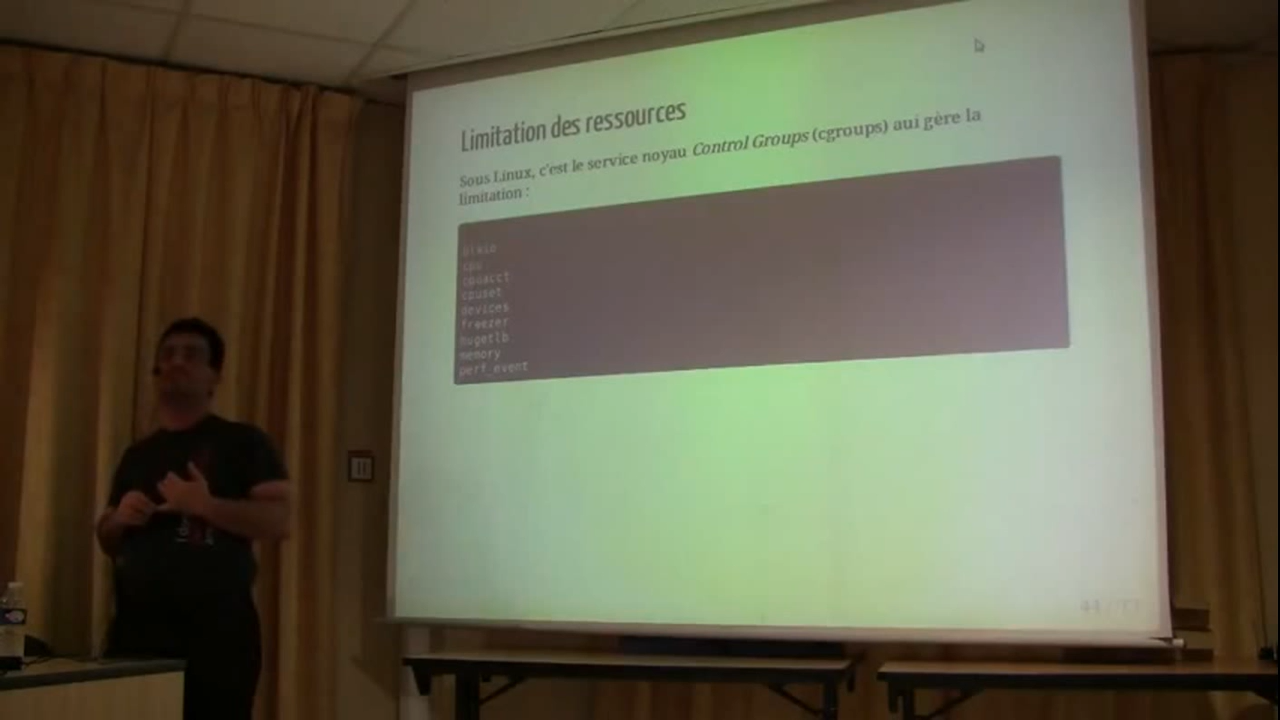 Limitation des ressources
Sous Linux, c'est le service noyau Control Groups (cgroups) aui gère la
limitation :
blkio
cpu
cpuacct
cpuset
devices
freezer
hugetlb
memory
perf_event